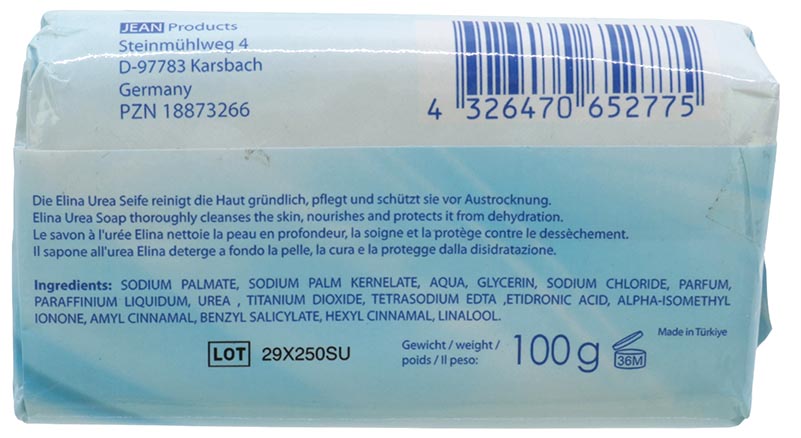 JEAN Products
Steinmühlweg 4
D-97783 Karsbach
Germany
PZN 18873266
4 326470 652775
Die Elina Urea Seife reinigt die Haut gründlich, pflegt und schützt sie vor Austrocknung.
Elina Urea Soap thoroughly cleanses the skin, nourishes and protects it from dehydration.
Le savon à l'urée Elina nettoie la peau en profondeur, la soigne et la protège contre le dessèchement.
Il sapone all'urea Elina deterge a fondo la pelle, la cura e la protegge dalla disidratazione.
Ingredients: SODIUM PALMATE, SODIUM PALM KERNELATE, AQUA, GLYCERIN, SODIUM CHLORIDE, PARFUM,
PARAFFINIUM LIQUIDUM, UREA , TITANIUM DIOXIDE, TETRASODIUM EDTA ,ETIDRONIC ACID, ALPHA-ISOMETHYL
IONONE, AMYL CINNAMAL, BENZYL SALICYLATE, HEXYL CINNAMAL, LINALOOL.
Made in Türkiye
LOT 29X250SU
Gewicht / weight /
poids / Il peso: 100 g 36M